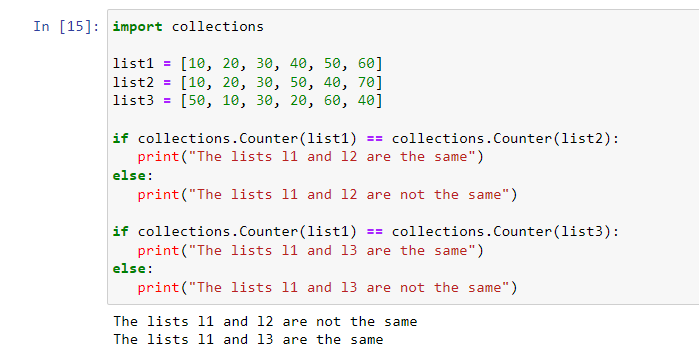 In [15]: import collections

list1 = [10, 20, 30, 40, 50, 60]
list2 = [10, 20, 30, 50, 40, 70]
list3 = [50, 10, 30, 20, 60, 40]

if collections.Counter(list1) == collections.Counter(list2):
   print("The lists l1 and l2 are the same")
else:
   print("The lists l1 and l2 are not the same")

if collections.Counter(list1) == collections.Counter(list3):
   print("The lists l1 and l3 are the same")
else:
   print("The lists l1 and l3 are not the same")

The lists l1 and l2 are not the same
The lists l1 and l3 are the same